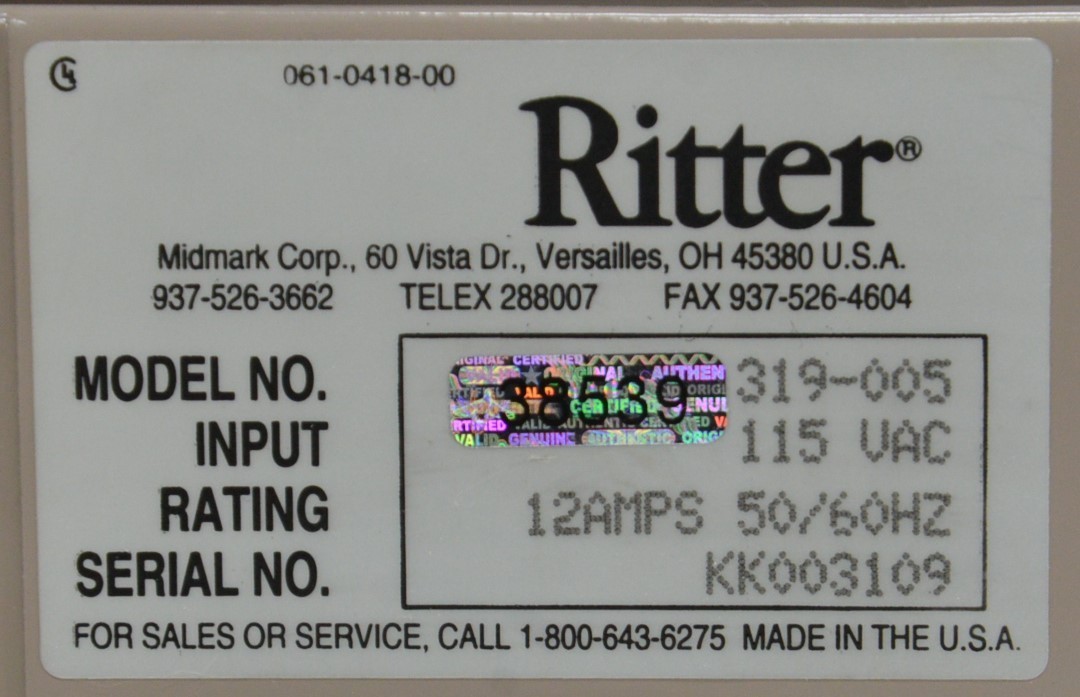 061-0418-00
Ritter®
Midmark Corp., 60 Vista Dr., Versailles, OH 45380 U.S.A.
937-526-3662 TELEX 288007 FAX 937-526-4604
MODEL NO. 319-005
38539
INPUT 115 VAC
RATING 12AMPS 50/60HZ
SERIAL NO. KK003109
FOR SALES OR SERVICE, CALL 1-800-643-6275 MADE IN THE U.S.A.